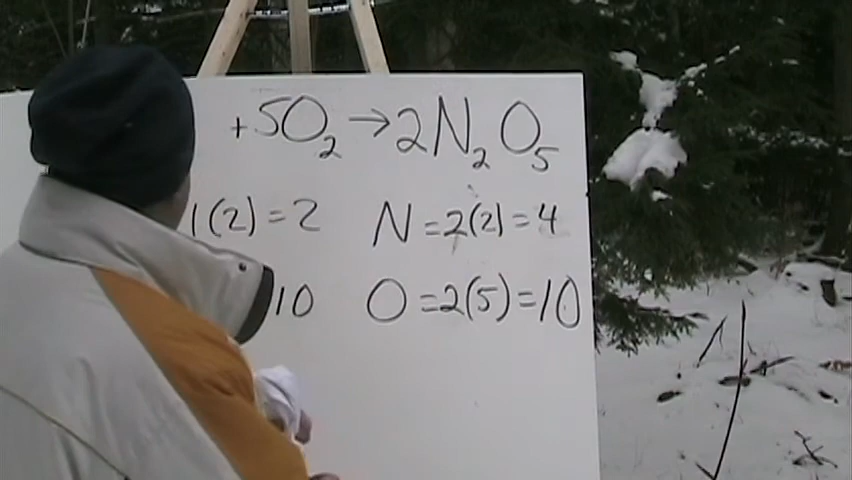 +5O₂ → 2N₂O₅
1(2) = 2 N = 2(2) = 4
10 O = 2(5) = 10